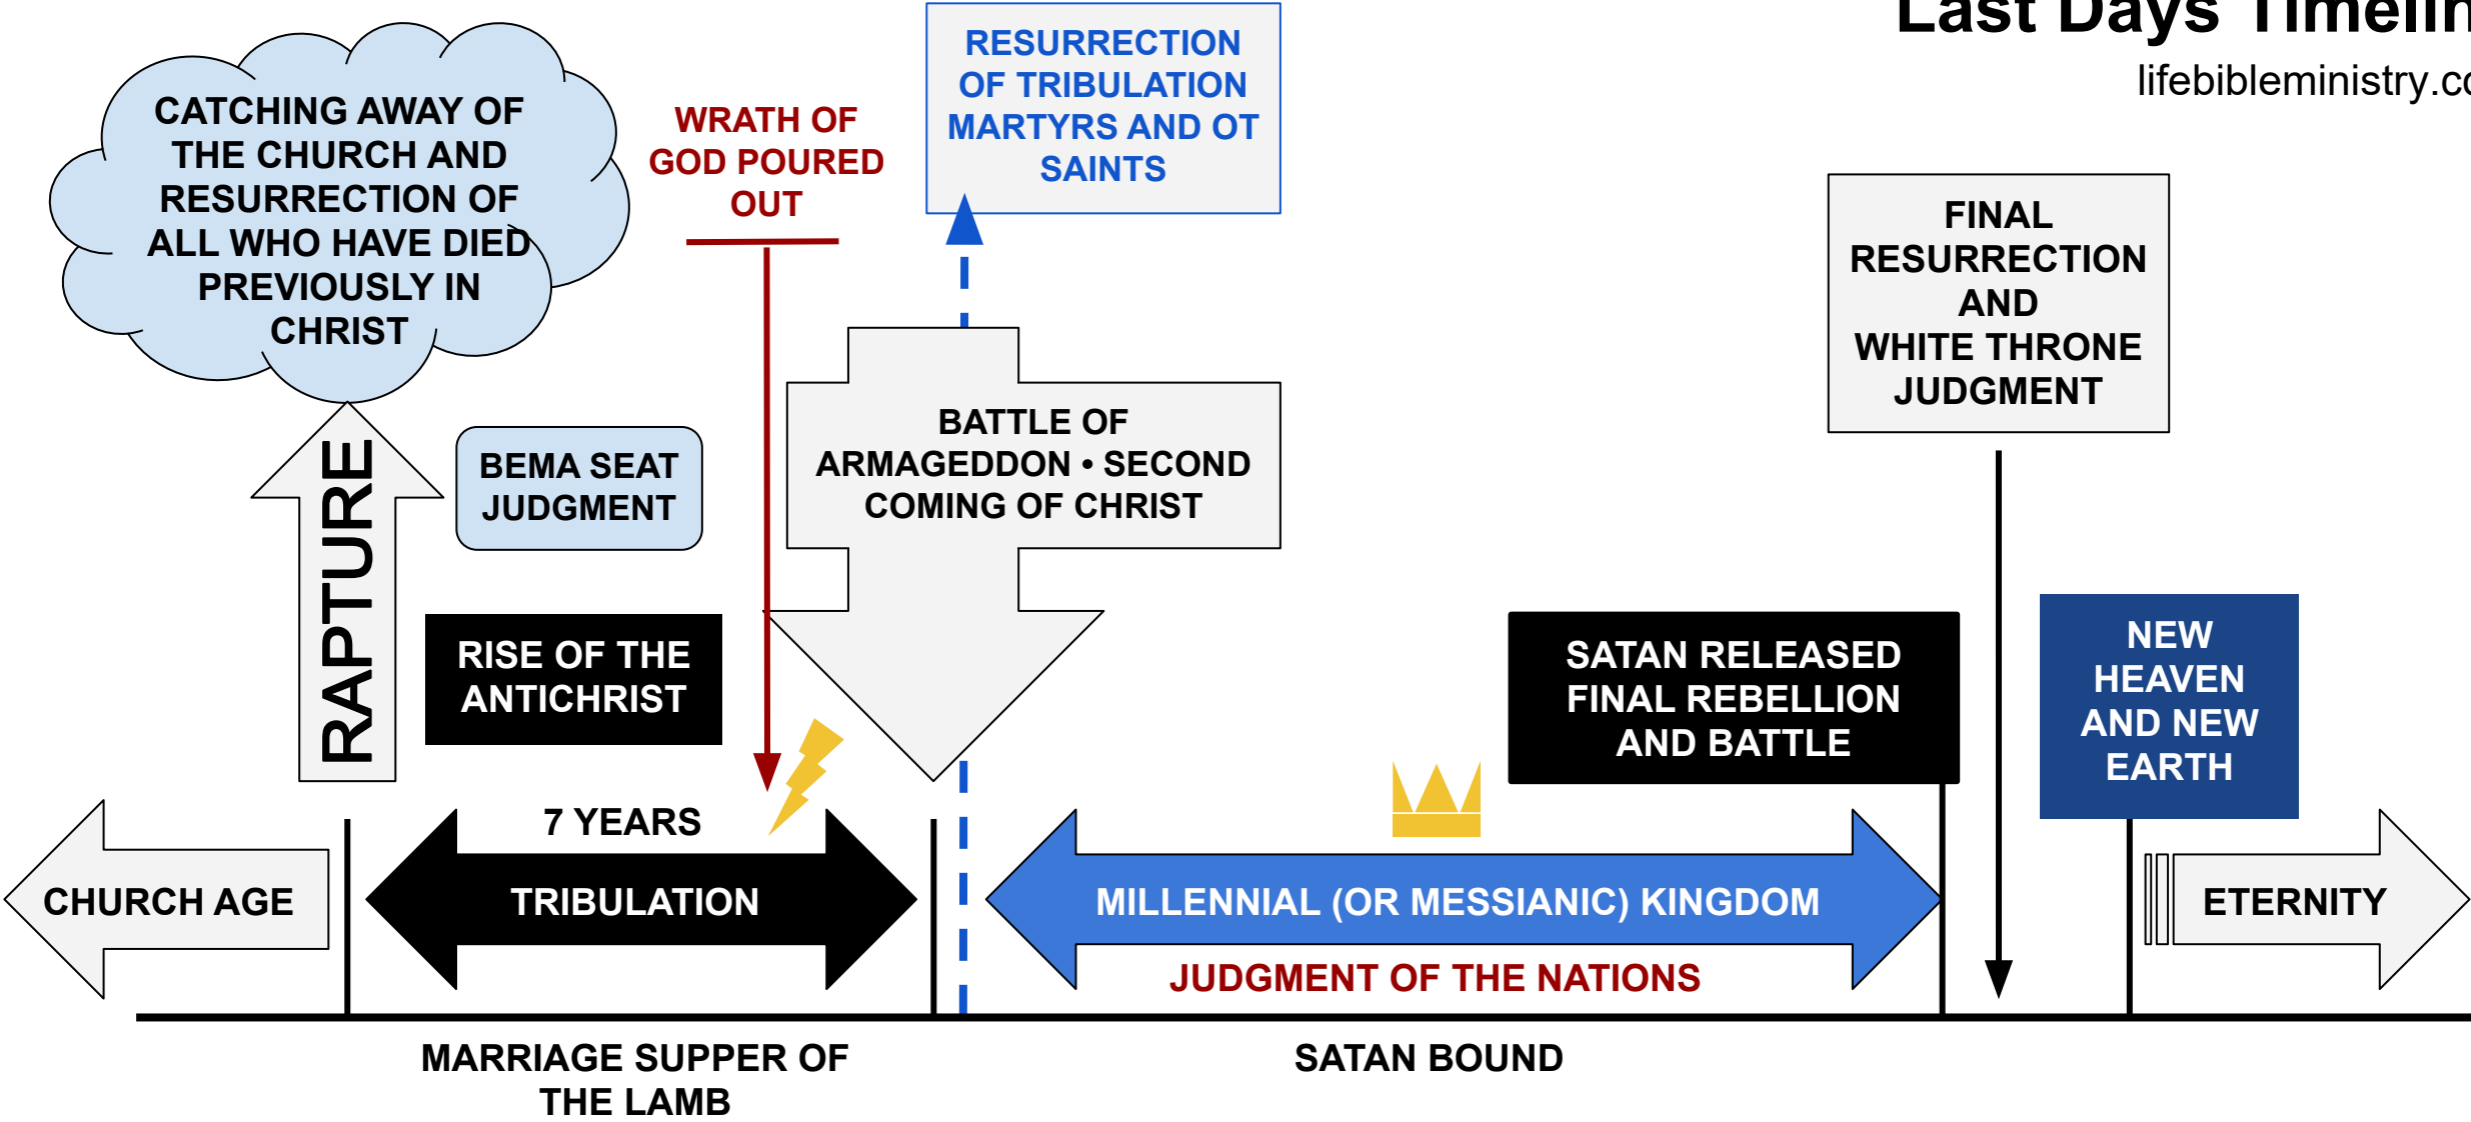 Last Days Timelin
lifebibleministry.co
CATCHING AWAY OF
THE CHURCH AND
RESURRECTION OF
ALL WHO HAVE DIED
PREVIOUSLY IN
CHRIST
WRATH OF
GOD POURED
OUT
RESURRECTION
OF TRIBULATION
MARTYRS AND OT
SAINTS
FINAL
RESURRECTION
AND
WHITE THRONE
JUDGMENT
RAPTURE
BEMA SEAT
JUDGMENT
BATTLE OF
ARMAGEDDON • SECOND
COMING OF CHRIST
RISE OF THE
ANTICHRIST
SATAN RELEASED
FINAL REBELLION
AND BATTLE
NEW
HEAVEN
AND NEW
EARTH
7 YEARS
CHURCH AGE
TRIBULATION
MILLENNIAL (OR MESSIANIC) KINGDOM
ETERNITY
JUDGMENT OF THE NATIONS
MARRIAGE SUPPER OF
THE LAMB
SATAN BOUND